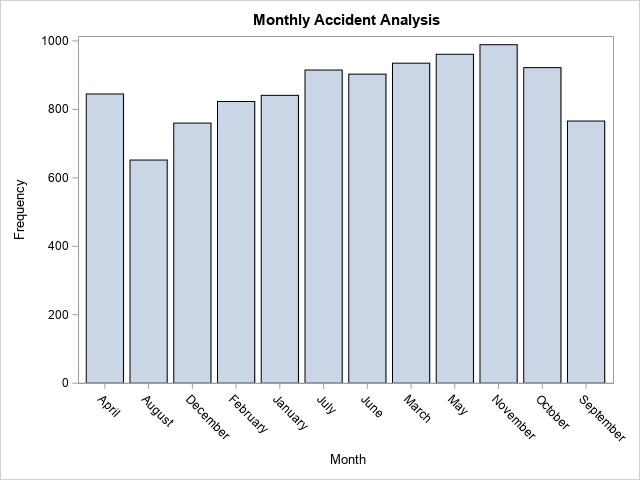 Monthly Accident Analysis
1000
800
600
400
200
0
Frequency
April
August
December
February
January
July
June
March
May
November
October
September
Month